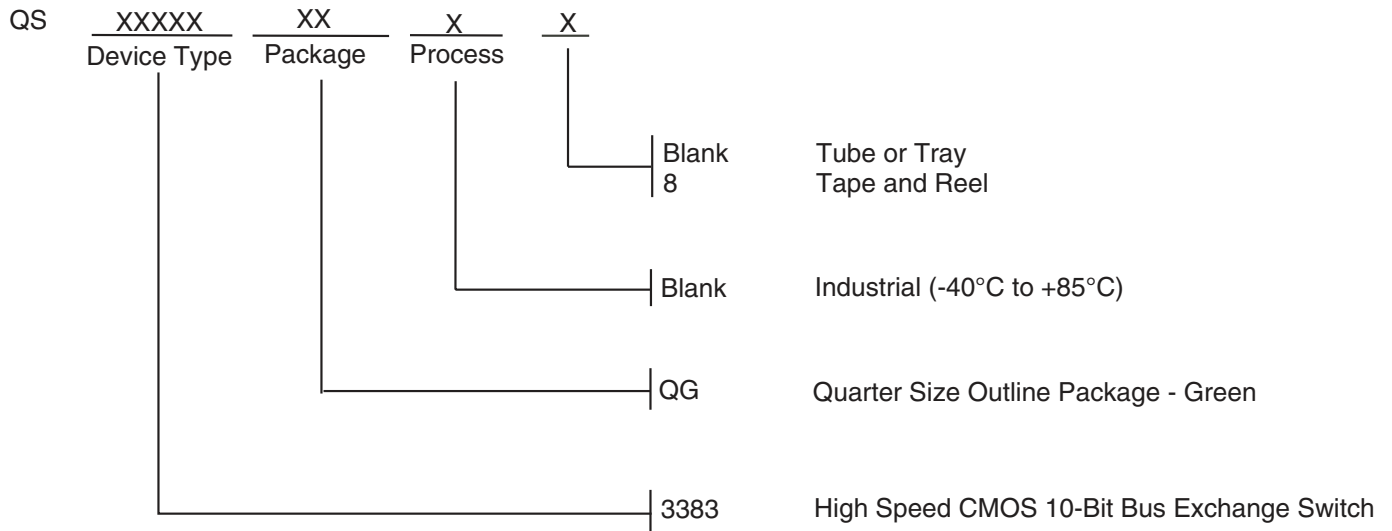 QS XXXXX XX X X
Device Type Package Process
Blank Tube or Tray
8 Tape and Reel
Blank Industrial (-40°C to +85°C)
QG Quarter Size Outline Package - Green
3383 High Speed CMOS 10-Bit Bus Exchange Switch